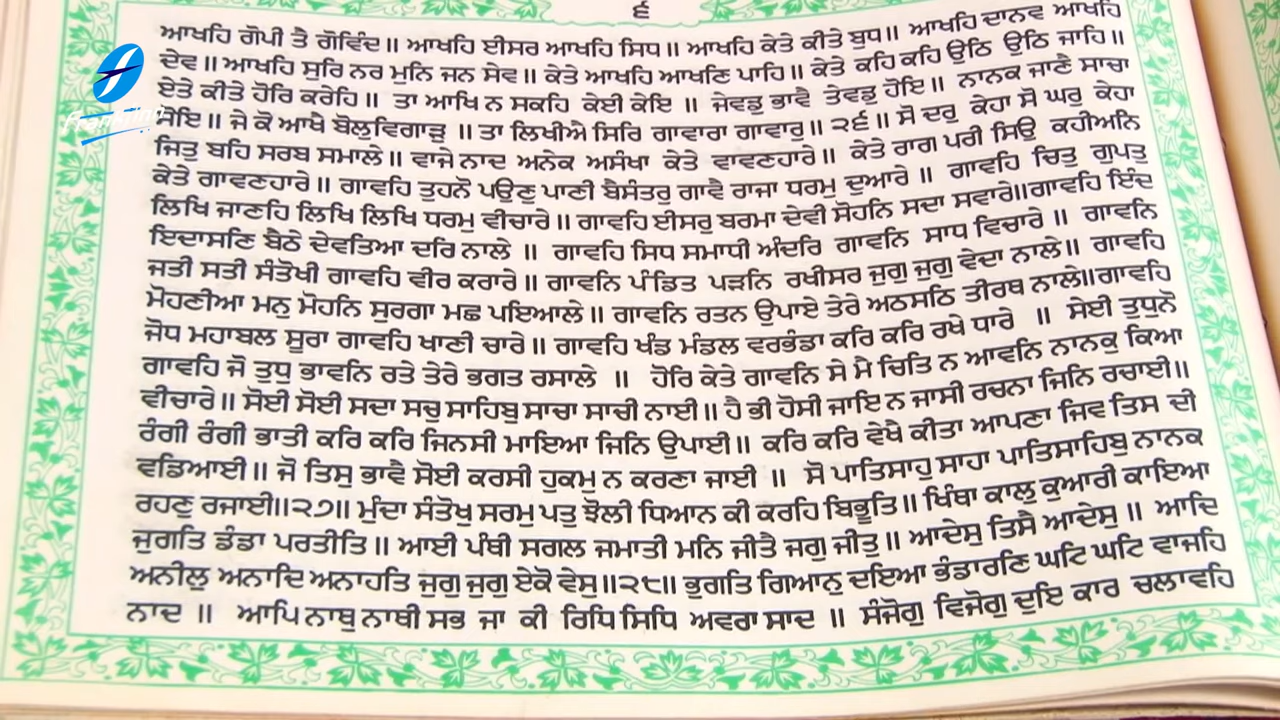 ੬
ਆਖਹਿ ਗੋਪੀ ਤੈ ਗੋਵਿੰਦ ॥ ਆਖਹਿ ਈਸਰ ਆਖਹਿ ਸਿਧ ॥ ਆਖਹਿ ਕੇਤੇ ਕੀਤੇ ਬੁਧ ॥ ਆਖਹਿ ਦਾਨਵ ਆਖਹਿ
ਦੇਵ ॥ ਆਖਹਿ ਸੁਰਿ ਨਰ ਮੁਨਿ ਜਨ ਸੇਵ ॥ ਕੇਤੇ ਆਖਹਿ ਆਖਣਿ ਪਾਹਿ ॥ ਕੇਤੇ ਕਹਿ ਕਹਿ ਉਠਿ ਉਠਿ ਜਾਹਿ ॥
ਏਤੇ ਕੀਤੇ ਹੋਰਿ ਕਰੇਹਿ ॥ ਤਾ ਆਖਿ ਨ ਸਕਹਿ ਕੇਈ ਕੇਇ ॥ ਜੇਵਡੁ ਭਾਵੈ ਤੇਵਡੁ ਹੋਇ ॥ ਨਾਨਕ ਜਾਣੈ ਸਾਚਾ
ਸੋਇ ॥ ਜੇ ਕੋ ਆਖੈ ਬੋਲੁਵਿਗਾੜੁ ॥ ਤਾ ਲਿਖੀਐ ਸਿਰਿ ਗਾਵਾਰਾ ਗਾਵਾਰੁ ॥੨੬॥ ਸੋ ਦਰੁ ਕੇਹਾ ਸੋ ਘਰੁ ਕੇਹਾ
ਜਿਤੁ ਬਹਿ ਸਰਬ ਸਮਾਲੇ ॥ ਵਾਜੇ ਨਾਦ ਅਨੇਕ ਅਸੰਖਾ ਕੇਤੇ ਵਾਵਣਹਾਰੇ ॥ ਕੇਤੇ ਰਾਗ ਪਰੀ ਸਿਉ ਕਹੀਅਨਿ
ਕੇਤੇ ਗਾਵਣਹਾਰੇ ॥ ਗਾਵਹਿ ਤੁਹਨੋ ਪਉਣੁ ਪਾਣੀ ਬੈਸੰਤਰੁ ਗਾਵੈ ਰਾਜਾ ਧਰਮੁ ਦੁਆਰੇ ॥ ਗਾਵਹਿ ਚਿਤੁ ਗੁਪਤੁ
ਲਿਖਿ ਜਾਣਹਿ ਲਿਖਿ ਲਿਖਿ ਧਰਮੁ ਵੀਚਾਰੇ ॥ ਗਾਵਹਿ ਈਸਰੁ ਬਰਮਾ ਦੇਵੀ ਸੋਹਨਿ ਸਦਾ ਸਵਾਰੇ ॥ ਗਾਵਹਿ ਇੰਦ
ਇਦਾਸਣਿ ਬੈਠੇ ਦੇਵਤਿਆ ਦਰਿ ਨਾਲੇ ॥ ਗਾਵਹਿ ਸਿਧ ਸਮਾਧੀ ਅੰਦਰਿ ਗਾਵਨਿ ਸਾਧ ਵਿਚਾਰੇ ॥ ਗਾਵਨਿ
ਜਤੀ ਸਤੀ ਸੰਤੋਖੀ ਗਾਵਹਿ ਵੀਰ ਕਰਾਰੇ ॥ ਗਾਵਨਿ ਪੰਡਿਤ ਪੜਨਿ ਰਖੀਸਰ ਜੁਗੁ ਜੁਗੁ ਵੇਦਾ ਨਾਲੇ ॥ ਗਾਵਹਿ
ਮੋਹਣੀਆ ਮਨੁ ਮੋਹਨਿ ਸੁਰਗਾ ਮਛ ਪਇਆਲੇ ॥ ਗਾਵਨਿ ਰਤਨ ਉਪਾਏ ਤੇਰੇ ਅਠਸਠਿ ਤੀਰਥ ਨਾਲੇ ॥ ਗਾਵਹਿ
ਜੋਧ ਮਹਾਬਲ ਸੂਰਾ ਗਾਵਹਿ ਖਾਣੀ ਚਾਰੇ ॥ ਗਾਵਹਿ ਖੰਡ ਮੰਡਲ ਵਰਭੰਡਾ ਕਰਿ ਕਰਿ ਰਖੇ ਧਾਰੇ ॥ ਸੇਈ ਤੁਧੁਨੋ
ਗਾਵਹਿ ਜੋ ਤੁਧੁ ਭਾਵਨਿ ਰਤੇ ਤੇਰੇ ਭਗਤ ਰਸਾਲੇ ॥ ਹੋਰਿ ਕੇਤੇ ਗਾਵਨਿ ਸੇ ਮੈ ਚਿਤਿ ਨ ਆਵਨਿ ਨਾਨਕੁ ਕਿਆ
ਵੀਚਾਰੇ ॥ ਸੋਈ ਸੋਈ ਸਦਾ ਸਚੁ ਸਾਹਿਬੁ ਸਾਚਾ ਸਾਚੀ ਨਾਈ ॥ ਹੈ ਭੀ ਹੋਸੀ ਜਾਇ ਨ ਜਾਸੀ ਰਚਨਾ ਜਿਨਿ ਰਚਾਈ ॥
ਰੰਗੀ ਰੰਗੀ ਭਾਤੀ ਕਰਿ ਕਰਿ ਜਿਨਸੀ ਮਾਇਆ ਜਿਨਿ ਉਪਾਈ ॥ ਕਰਿ ਕਰਿ ਵੇਖੈ ਕੀਤਾ ਆਪਣਾ ਜਿਵ ਤਿਸ ਦੀ
ਵਡਿਆਈ ॥ ਜੋ ਤਿਸੁ ਭਾਵੈ ਸੋਈ ਕਰਸੀ ਹੁਕਮੁ ਨ ਕਰਣਾ ਜਾਈ ॥ ਸੋ ਪਾਤਿਸਾਹੁ ਸਾਹਾ ਪਾਤਿਸਾਹਿਬੁ ਨਾਨਕ
ਰਹਣੁ ਰਜਾਈ ॥੨੭॥ ਮੁੰਦਾ ਸੰਤੋਖੁ ਸਰਮੁ ਪਤੁ ਝੋਲੀ ਧਿਆਨ ਕੀ ਕਰਹਿ ਬਿਭੂਤਿ ॥ ਖਿੰਥਾ ਕਾਲੁ ਕੁਆਰੀ ਕਾਇਆ
ਜੁਗਤਿ ਡੰਡਾ ਪਰਤੀਤਿ ॥ ਆਈ ਪੰਥੀ ਸਗਲ ਜਮਾਤੀ ਮਨਿ ਜੀਤੈ ਜਗੁ ਜੀਤੁ ॥ ਆਦੇਸੁ ਤਿਸੈ ਆਦੇਸੁ ॥ ਆਦਿ
ਅਨੀਲੁ ਅਨਾਦਿ ਅਨਾਹਤਿ ਜੁਗੁ ਜੁਗੁ ਏਕੋ ਵੇਸੁ ॥੨੮॥ ਭੁਗਤਿ ਗਿਆਨੁ ਦਇਆ ਭੰਡਾਰਣਿ ਘਟਿ ਘਟਿ ਵਾਜਹਿ
ਨਾਦ ॥ ਆਪਿ ਨਾਥੁ ਨਾਥੀ ਸਭ ਜਾ ਕੀ ਰਿਧਿ ਸਿਧਿ ਅਵਰਾ ਸਾਦ ॥ ਸੰਜੋਗੁ ਵਿਜੋਗੁ ਦੁਇ ਕਾਰ ਚਲਾਵਹਿ